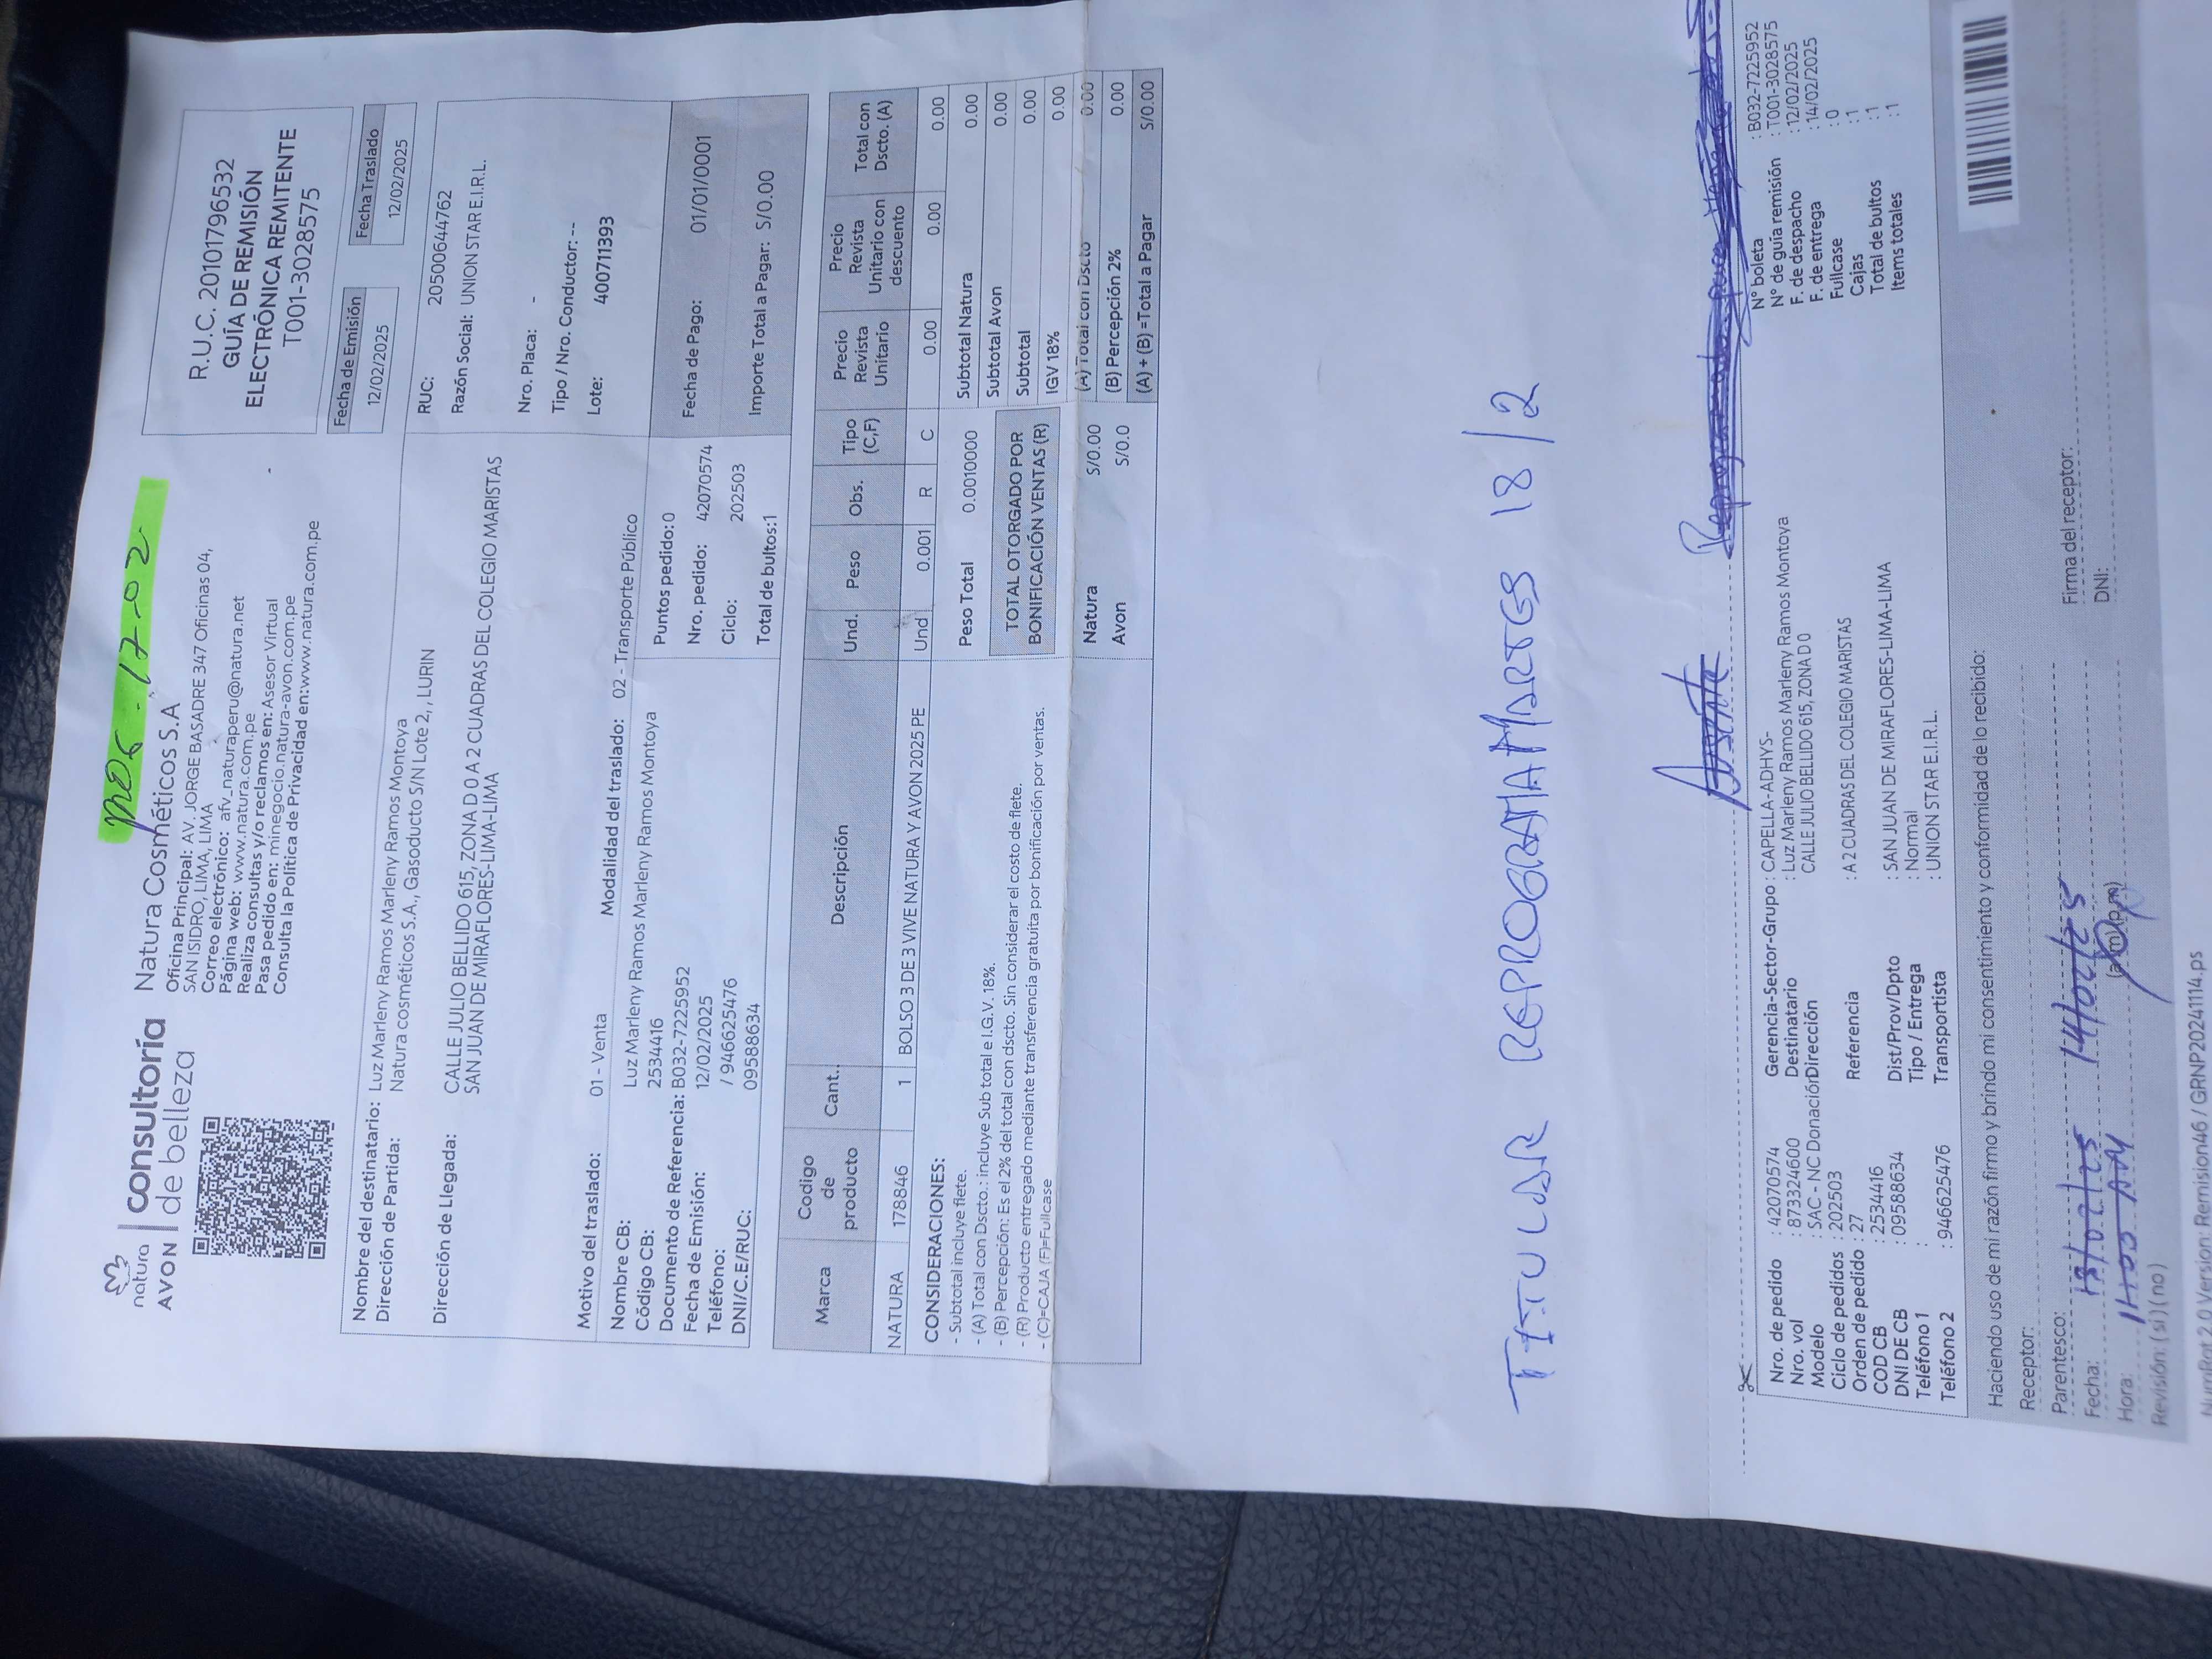 PROG. 17-02
natura
AVON
consultoría
de belleza
Natura Cosméticos S.A
Oficina Principal: AV. JORGE BASADRE 347 Oficinas 04,
SAN ISIDRO, LIMA, LIMA
Correo electrónico: afv_naturaperu@natura.net
Página web: www.natura.com.pe
Realiza consultas y/o reclamos en: Asesor Virtual
Pasa pedido en: minegocio.natura-avon.com.pe
Consulta la Política de Privacidad en:www.natura.com.pe
R.U.C. 20101796532
GUÍA DE REMISIÓN
ELECTRÓNICA REMITENTE
T001-3028575
Fecha de Emisión
12/02/2025
Fecha Traslado
12/02/2025
Nombre del destinatario: Luz Marleny Ramos Marleny Ramos Montoya
Dirección de Partida: Natura cosméticos S.A., Gasoducto S/N Lote 2, , LURIN
Dirección de Llegada: CALLE JULIO BELLIDO 615, ZONA D 0 A 2 CUADRAS DEL COLEGIO MARISTAS
SAN JUAN DE MIRAFLORES-LIMA-LIMA
RUC: 20500644762
Razón Social: UNION STAR E.I.R.L.
Nro. Placa: -
Tipo / Nro. Conductor: --
Lote: 400711393
Motivo del traslado: 01 - Venta
Modalidad del traslado: 02 - Transporte Público
Nombre CB: Luz Marleny Ramos Marleny Ramos Montoya
Código CB: 2534416
Documento de Referencia: B032-7225952
Fecha de Emisión: 12/02/2025
Teléfono: / 946625476
DNI/C.E/RUC: 09588634
Puntos pedido:0
Nro. pedido: 42070574
Ciclo: 202503
Total de bultos:1
Fecha de Pago: 01/01/0001
Importe Total a Pagar: S/0.00
Marca Codigo de producto Cant.. Descripción Und. Peso Obs. Tipo (C,F) Precio Revista Unitario Precio Revista Unitario con descuento Total con Dscto. (A)
NATURA 178846 1 BOLSO 3 DE 3 VIVE NATURA Y AVON 2025 PE Und 0.001 R C 0.00 0.00 0.00
CONSIDERACIONES:
- Subtotal incluye flete.
- (A) Total con Dscto.: incluye Sub total e I.G.V. 18%.
- (B) Percepción: Es el 2% del total con dscto. Sin considerar el costo de flete.
- (R) Producto entregado mediante transferencia gratuita por bonificación por ventas.
- (C)=CAJA (F)=Fullcase
Peso Total 0.0010000
TOTAL OTORGADO POR
BONIFICACIÓN VENTAS (R)
Natura S/0.00
Avon S/0.0
Subtotal Natura 0.00
Subtotal Avon 0.00
Subtotal 0.00
IGV 18% 0.00
(A) Total con Dscto 0.00
(B) Percepción 2% 0.00
(A) + (B) =Total a Pagar S/0.00
TITULAR REPROGRAMA MARTES 18/2
Ausente
Nro. de pedido : 42070574
Nro. vol : 8733246​00
Modelo : SAC - NC Donación
Ciclo de pedidos : 202503
Orden de pedido : 27
COD CB : 2534416
DNI DE CB : 09588634
Teléfono 1 :
Teléfono 2 : 946625476
Gerencia-Sector-Grupo : CAPELLA-ADHYS-
Destinatario : Luz Marleny Ramos Marleny Ramos Montoya
Dirección CALLE JULIO BELLIDO 615, ZONA D 0
Referencia : A 2 CUADRAS DEL COLEGIO MARISTAS
Dist/Prov/Dpto : SAN JUAN DE MIRAFLORES-LIMA-LIMA
Tipo / Entrega : Normal
Transportista : UNION STAR E.I.R.L.
N° boleta : B032-7225952
N° de guía remisión : T001-3028575
F. de despacho : 12/02/2025
F. de entrega : 14/02/2025
Fullcase : 0
Cajas : 1
Total de bultos : 1
Items totales : 1
Haciendo uso de mi razón firmo y brindo mi consentimiento y conformidad de lo recibido:
Receptor:
Parentesco:
Fecha: 13/02/25 14/02/25
Hora: 11:00 AM (a.m) (p.m)
Revisión: ( si ) ( no )
Firma del receptor:
DNI:
NumRot 2.0 Version: Remision46 / GRNP20241114.ps